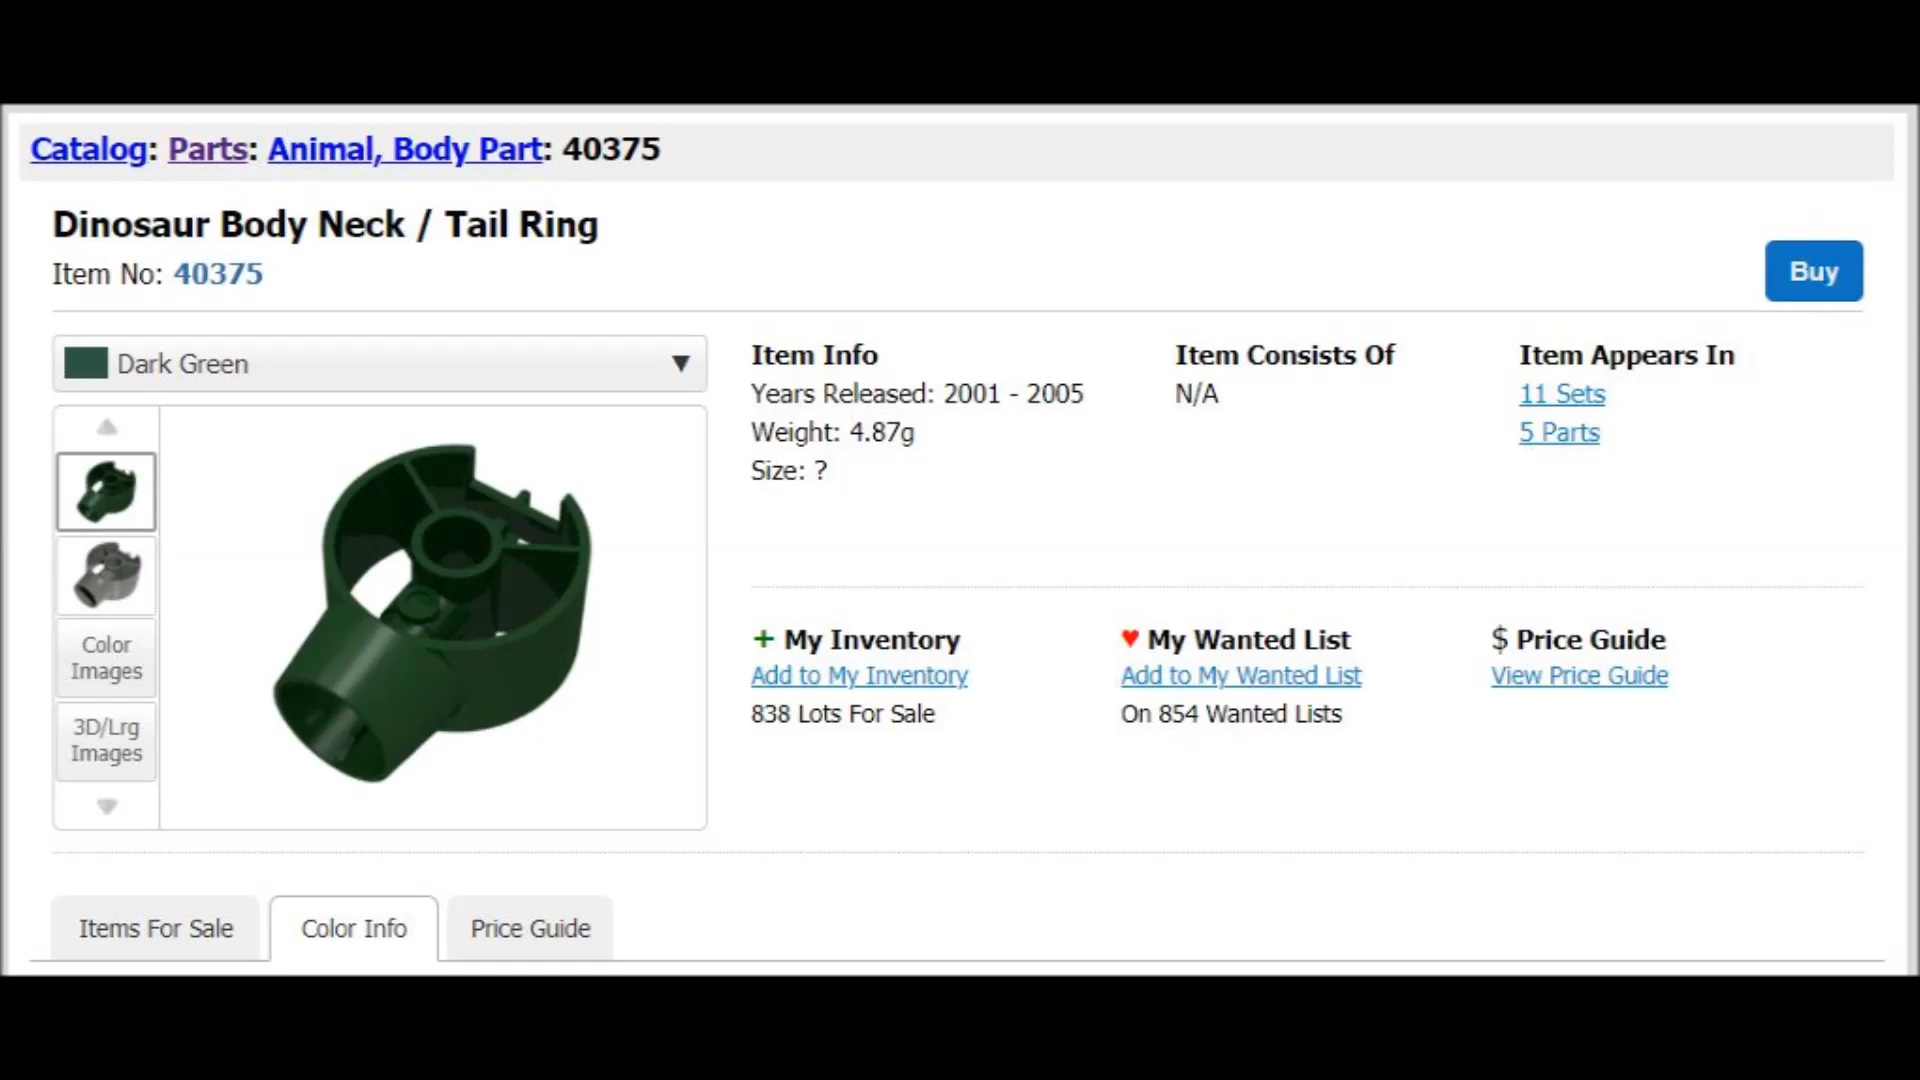 Catalog: Parts: Animal, Body Part: 40375
Dinosaur Body Neck / Tail Ring
Item No: 40375
Buy
Dark Green
Color
Images
3D/Lrg
Images
Item Info
Years Released: 2001 - 2005
Weight: 4.87g
Size: ?
Item Consists Of
N/A
Item Appears In
11 Sets
5 Parts
+ My Inventory
Add to My Inventory
838 Lots For Sale
♥ My Wanted List
Add to My Wanted List
On 854 Wanted Lists
$ Price Guide
View Price Guide
Items For Sale
Color Info
Price Guide